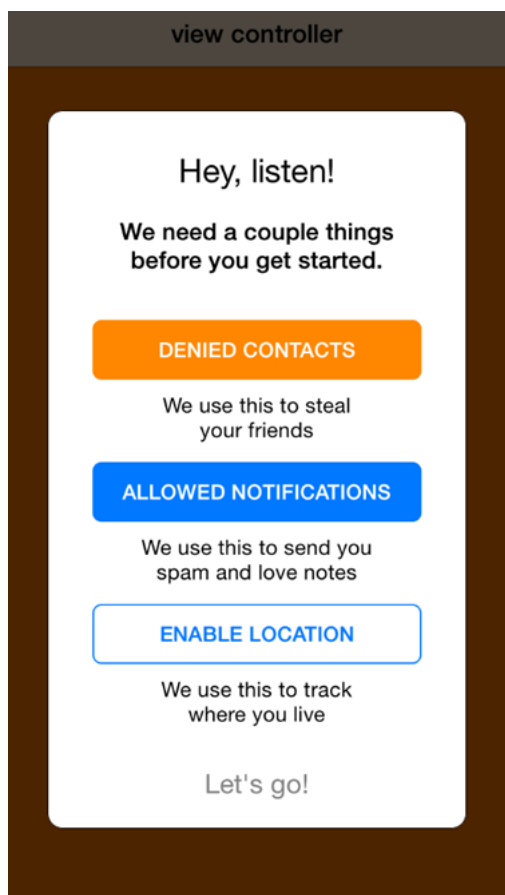 view controller
Hey, listen!
We need a couple things
before you get started.
DENIED CONTACTS
We use this to steal
your friends
ALLOWED NOTIFICATIONS
We use this to send you
spam and love notes
ENABLE LOCATION
We use this to track
where you live
Let's go!